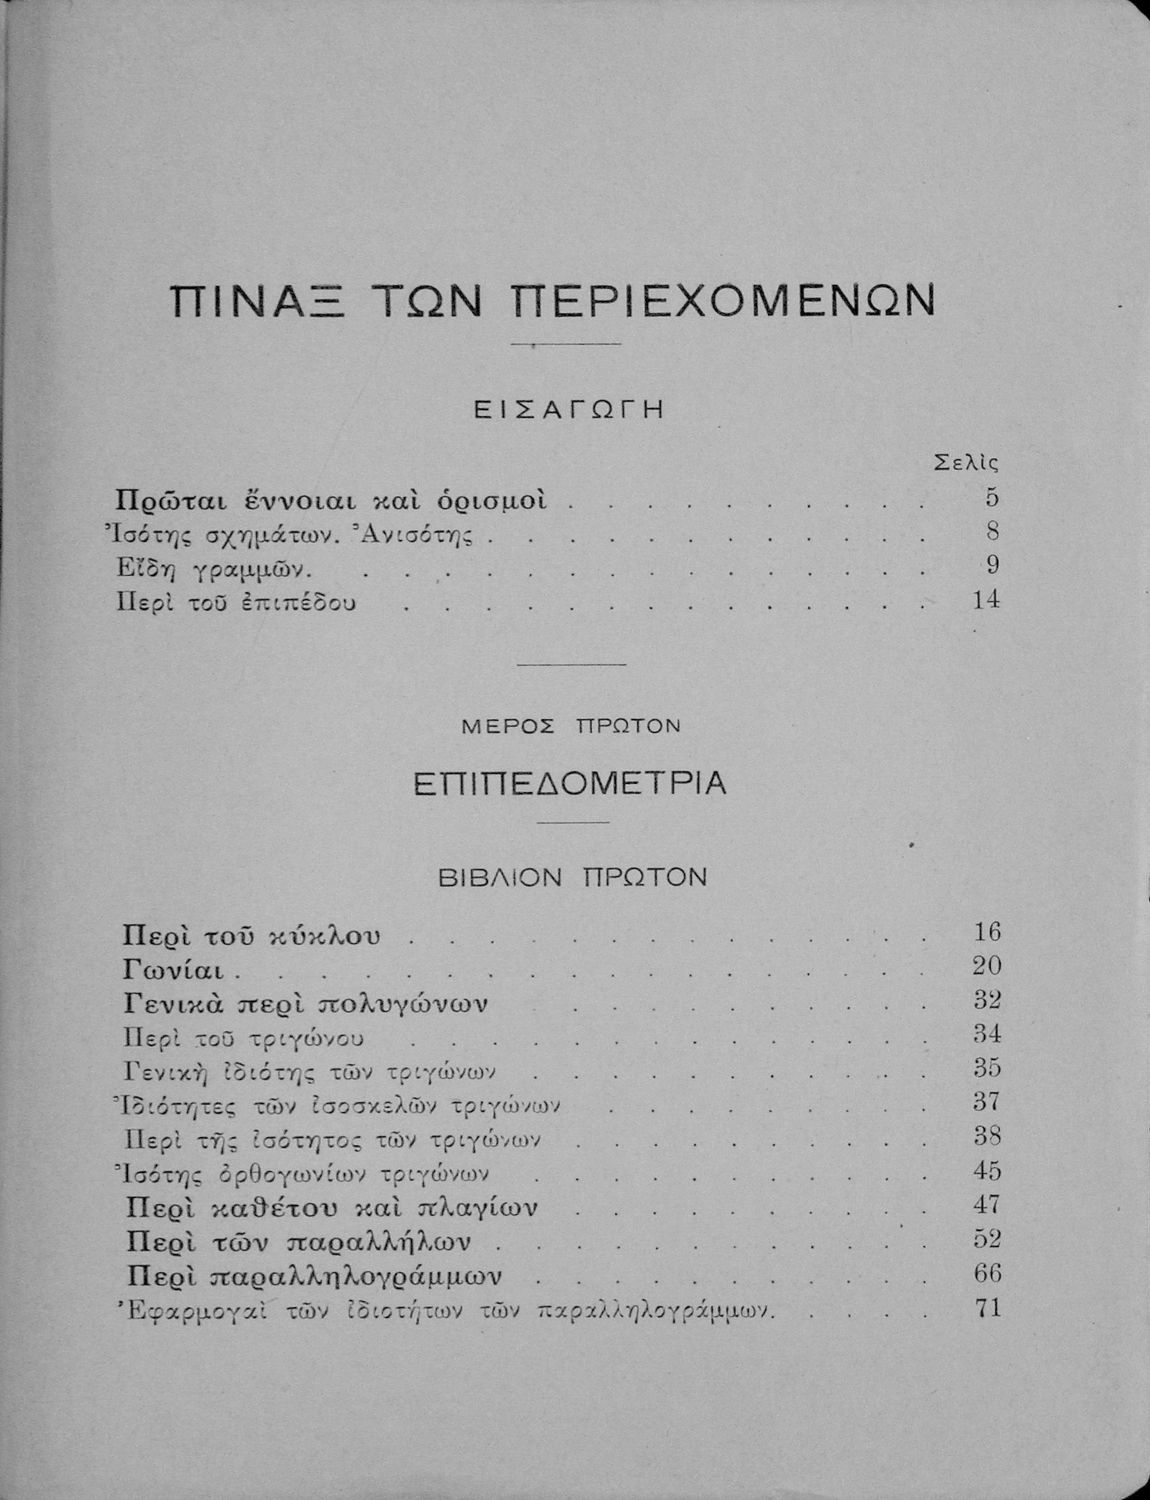 ΠΙΝΑΞ ΤΩΝ ΠΕΡΙΕΧΟΜΕΝΩΝ
ΕΙΣΑΓΩΓΗ
Σελὶς
Πρῶται ἔννοιαι καὶ ὁρισμοὶ . . . . . . . . . . 5
Ἰσότης σχημάτων. Ἀνισότης . . . . . . . . . . . . 8
Εἴδη γραμμῶν. . . . . . . . . . . . . . . . 9
Περὶ τοῦ ἐπιπέδου . . . . . . . . . . . . . . 14
ΜΕΡΟΣ ΠΡΩΤΟΝ
ΕΠΙΠΕΔΟΜΕΤΡΙΑ
ΒΙΒΛΙΟΝ ΠΡΩΤΟΝ
Περὶ τοῦ κύκλου . . . . . . . . . . . . . . 16
Γωνίαι . . . . . . . . . . . . . . . . . . 20
Γενικὰ περὶ πολυγώνων . . . . . . . . . . 32
Περὶ τοῦ τριγώνου . . . . . . . . . . . . . . 34
Γενικὴ ἰδιότης τῶν τριγώνων . . . . . . . . . . . 35
Ἰδιότητες τῶν ἰσοσκελῶν τριγώνων . . . . . . . . . 37
Περὶ τῆς ἰσότητος τῶν τριγώνων . . . . . . . . . . 38
Ἰσότης ὀρθογωνίων τριγώνων . . . . . . . . . . . 45
Περὶ καθέτου καὶ πλαγίων . . . . . . . . . . 47
Περὶ τῶν παραλλήλων . . . . . . . . . . . . 52
Περὶ παραλληλογράμμων . . . . . . . . . . . 66
Ἐφαρμογαὶ τῶν ἰδιοτήτων τῶν παραλληλογράμμων. . . . . 71